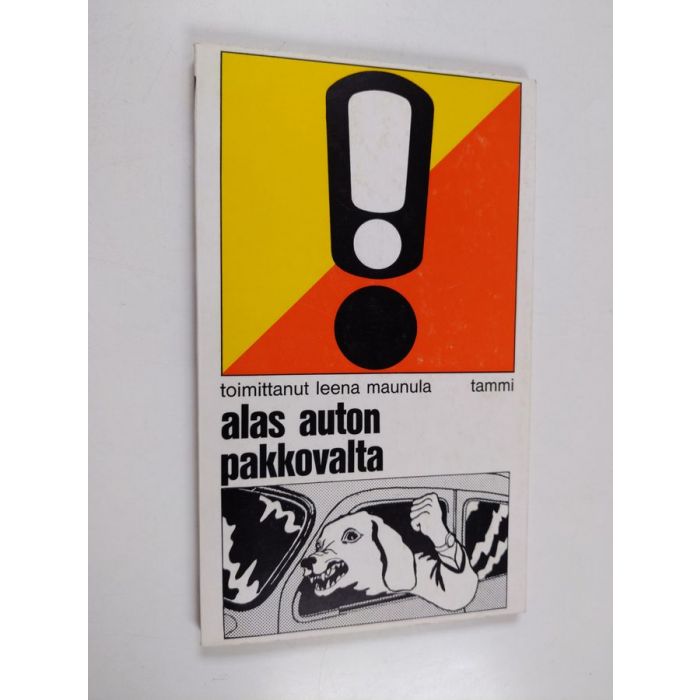 toimittanut leena maunula tammi
alas auton
pakkovalta